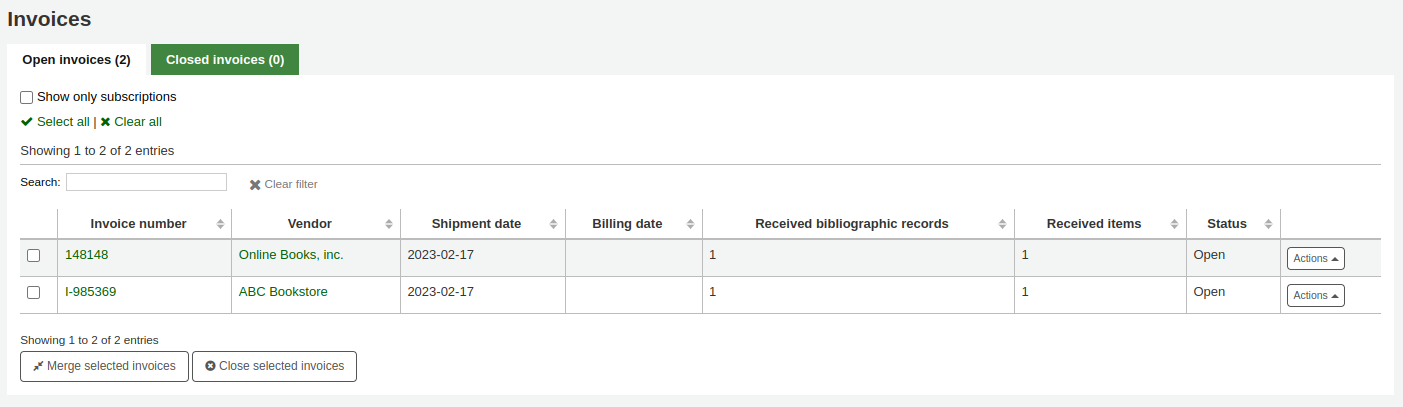 Invoices
Open invoices (2) Closed invoices (0)
Show only subscriptions
Select all | Clear all
Showing 1 to 2 of 2 entries
Search: Clear filter
Invoice number Vendor Shipment date Billing date Received bibliographic records Received items Status
148148 Online Books, inc. 2023-02-17 1 1 Open Actions
I-985369 ABC Bookstore 2023-02-17 1 1 Open Actions
Showing 1 to 2 of 2 entries
Merge selected invoices Close selected invoices